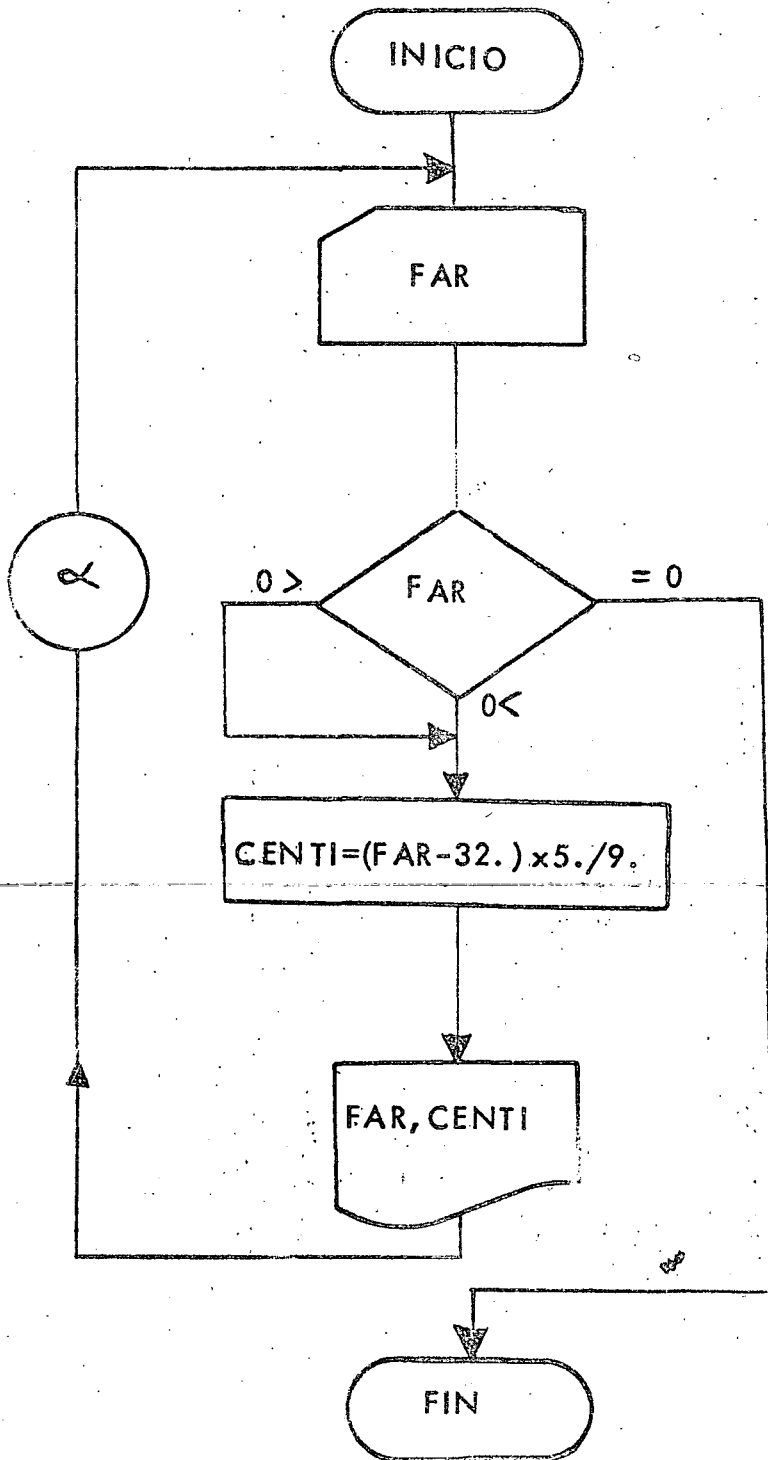 INICIO
FAR
α
0 >
FAR
= 0
0<
CENTI=(FAR-32.)x5./9.
FAR, CENTI
FIN